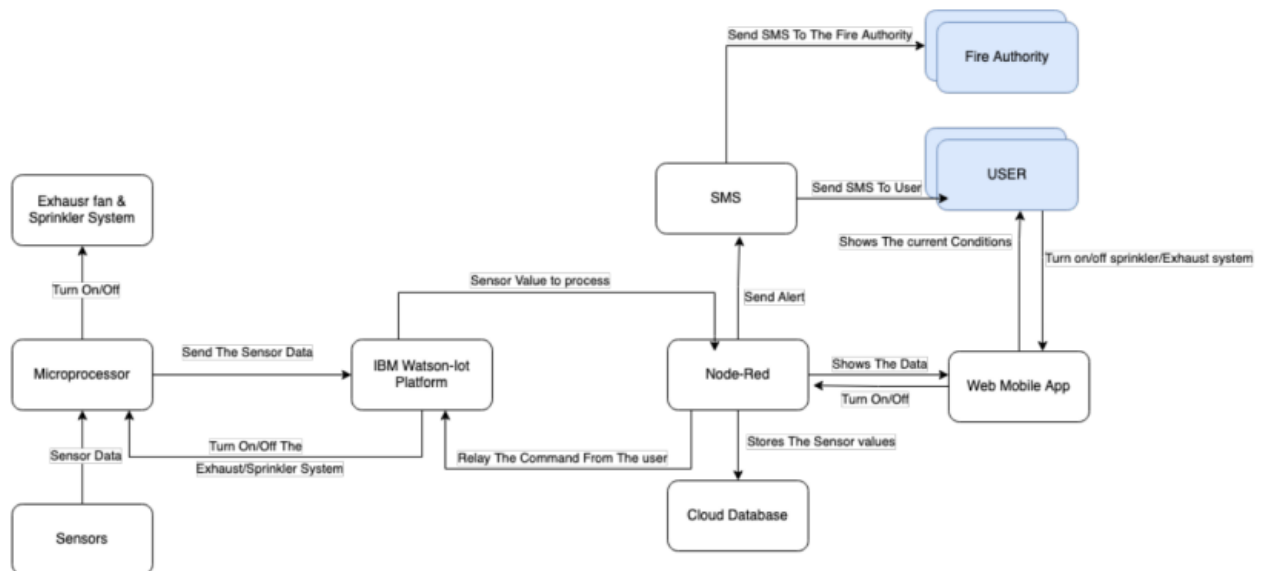 Send SMS To The Fire Authority
Fire Authority
USER
SMS
Send SMS To User
Exhausr fan &
Sprinkler System
Shows The current Conditions
Turn on/off sprinkler/Exhaust system
Sensor Value to process
Turn On/Off
Send Alert
Send The Sensor Data
Microprocessor
IBM Watson-Iot
Platform
Node-Red
Shows The Data
Web Mobile App
Turn On/Off
Turn On/Off The
Exhaust/Sprinkler System
Stores The Sensor values
Sensor Data
Relay The Command From The user
Cloud Database
Sensors